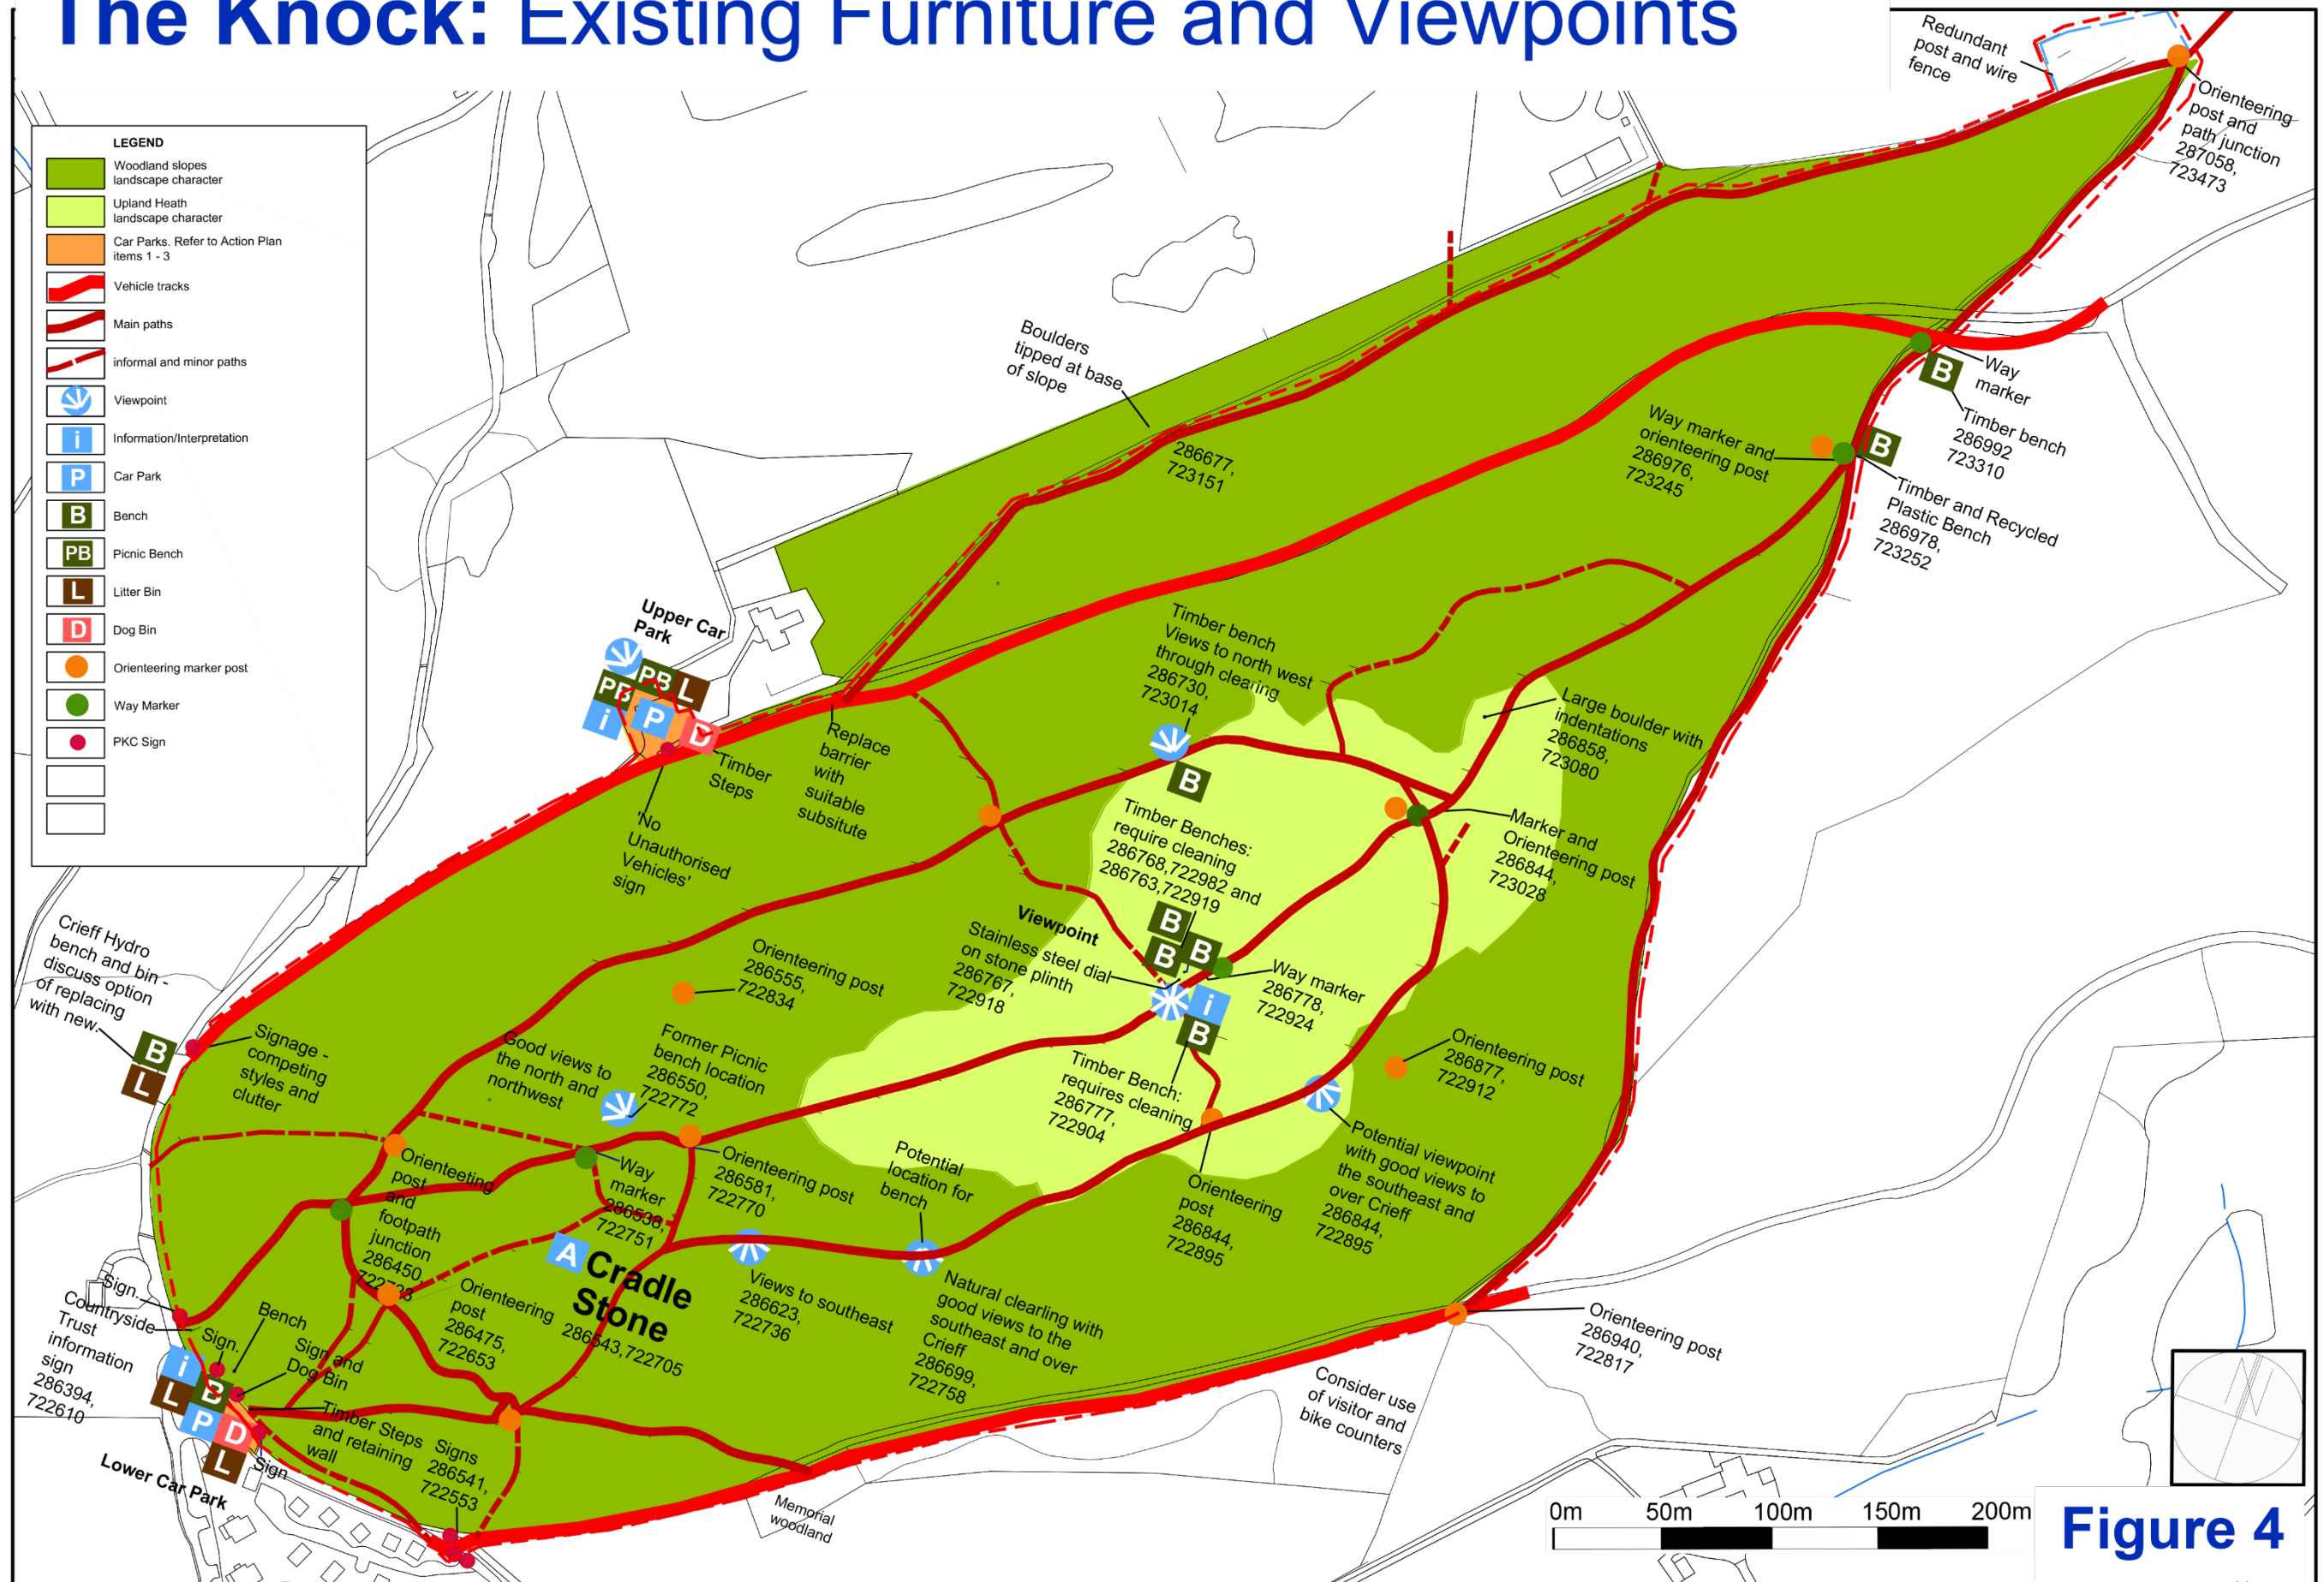 The Knock: Existing Furniture and Viewpoints
LEGEND
Woodland slopes
landscape character
Upland Heath
landscape character
Car Parks. Refer to Action Plan
items 1 - 3
Vehicle tracks
Main paths
informal and minor paths
Viewpoint
i
Information/Interpretation
P
Car Park
B
Bench
PB
Picnic Bench
L
Litter Bin
D
Dog Bin
Orienteering marker post
Way Marker
PKC Sign
Redundant
post and wire
fence
Orienteering
post and
path junction
287058,
723473
Boulders
tipped at base
of slope
286677,
723151
Way
marker
B
Timber bench
286992
723310
Way marker and
orienteering post
286976,
723245
B
Timber and Recycled
Plastic Bench
286978,
723252
Upper Car
Park
PB
PB
L
i
P
D
Timber
Steps
'No
Unauthorised
Vehicles'
sign
Replace
barrier
with
suitable
subsitute
Timber bench
Views to north west
through clearing
286730,
723014
B
Large boulder with
indentations
286858,
723080
Marker and
Orienteering post
286844,
723028
Timber Benches:
require cleaning
286768,722982 and
286763,722919
B
B
B
Viewpoint
Stainless steel dial
on stone plinth
286767,
722918
i
B
Way marker
286778,
722924
Timber Bench:
requires cleaning
286777,
722904
Orienteering post
286877,
722912
Potential viewpoint
with good views to
the southeast and
over Crieff
286844,
722895
Orienteering
post
286844,
722895
Orienteering post
286555,
722834
Former Picnic
bench location
286550,
722772
Good views to
the north and
northwest
Crieff Hydro
bench and bin -
discuss option
of replacing
with new.
B
L
Signage -
competing
styles and
clutter
Orienteeting
post
and
footpath
junction
286450,
Way
marker
286538,
722751
Orienteering post
286581,
722770
Potential
location for
bench
A
Cradle
Stone
286543,722705
Views to southeast
286623,
722736
Natural clearling with
good views to the
southeast and over
Crieff
286699,
722758
Orienteering
post
286475,
722653
Sign.
Countryside
Trust
information
sign
286394,
722610
Sign.
Bench
Sign and
Dog Bin
i
L
B
P
D
L
Sign
Lower Car Park
Timber Steps
and retaining
wall
Signs
286541,
722553
Memorial
woodland
Consider use
of visitor and
bike counters
Orienteering post
286940,
722817
0m 50m 100m 150m 200m
Figure 4